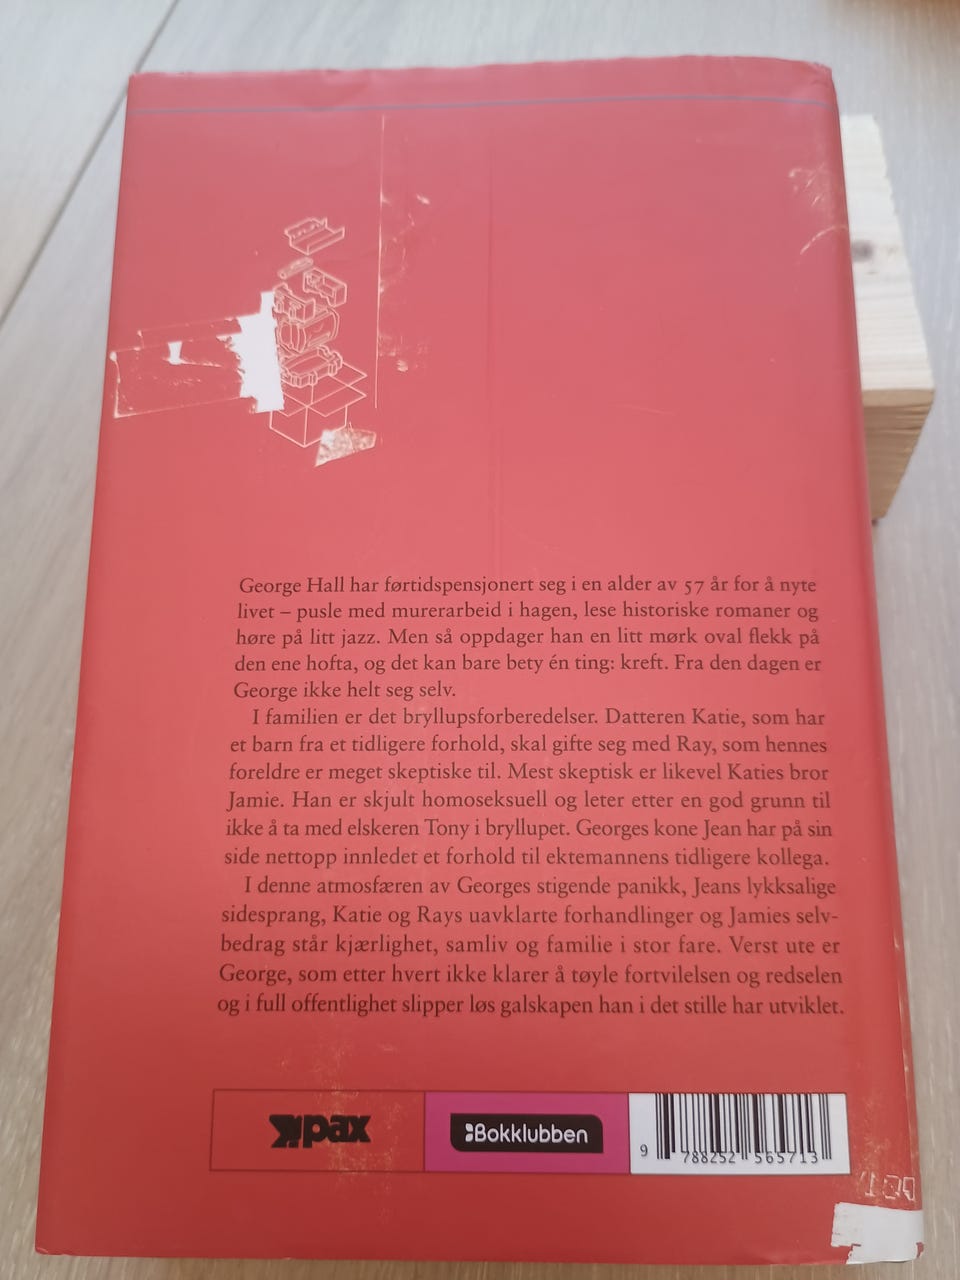 George Hall har førtidspensjonert seg i en alder av 57 år for å nyte
livet – pusle med murerarbeid i hagen, lese historiske romaner og
høre på litt jazz. Men så oppdager han en litt mørk oval flekk på
den ene hofta, og det kan bare bety én ting: kreft. Fra den dagen er
George ikke helt seg selv.
I familien er det bryllupsforberedelser. Datteren Katie, som har
et barn fra et tidligere forhold, skal gifte seg med Ray, som hennes
foreldre er meget skeptiske til. Mest skeptisk er likevel Katies bror
Jamie. Han er skjult homoseksuell og leter etter en god grunn til
ikke å ta med elskeren Tony i bryllupet. Georges kone Jean har på sin
side nettopp innledet et forhold til ektemannens tidligere kollega.
I denne atmosfæren av Georges stigende panikk, Jeans lykksalige
sidesprang, Katie og Rays uavklarte forhandlinger og Jamies selv-
bedrag står kjærlighet, samliv og familie i stor fare. Verst ute er
George, som etter hvert ikke klarer å tøyle fortvilelsen og redselen
og i full offentlighet slipper løs galskapen han i det stille har utviklet.
pax
:Bokklubben
9 788252 565713